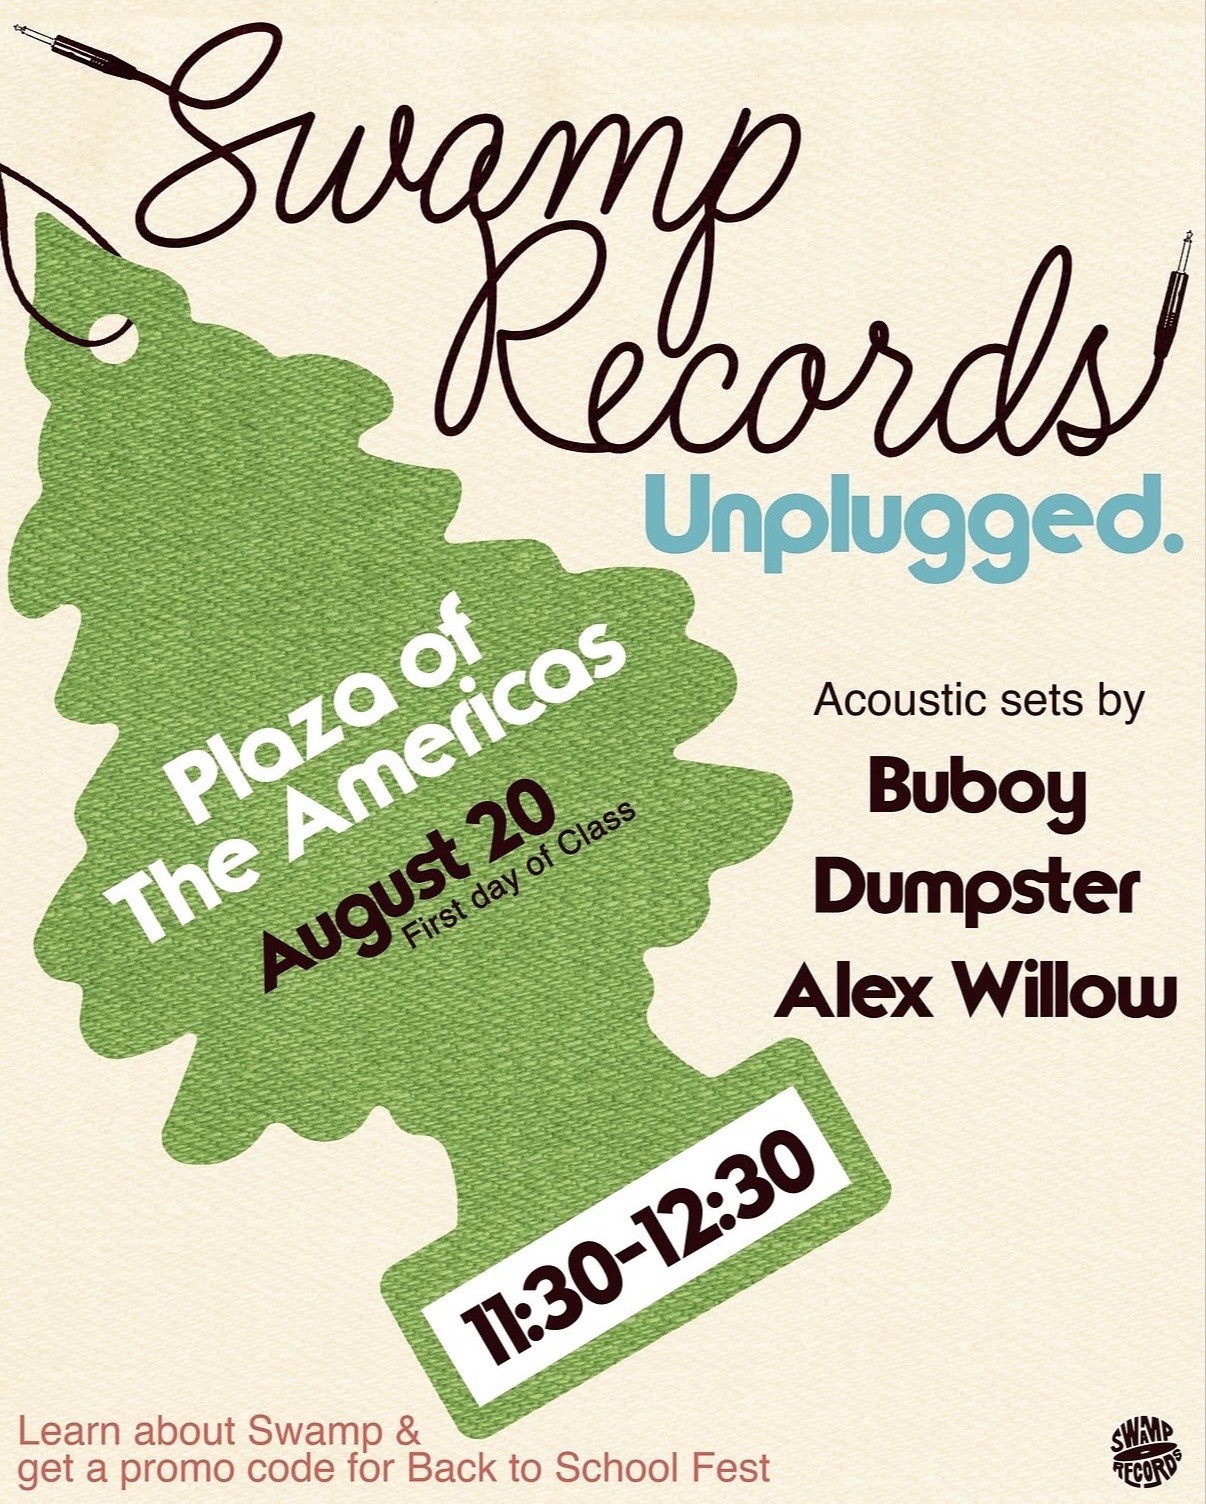 Swamp
Records
Unplugged.
Plaza of
The Americas
August 20
First day of Class
Acoustic sets by
Buboy
Dumpster
Alex Willow
11:30-12:30
Learn about Swamp &
get a promo code for Back to School Fest
SWAMP
RECORDS